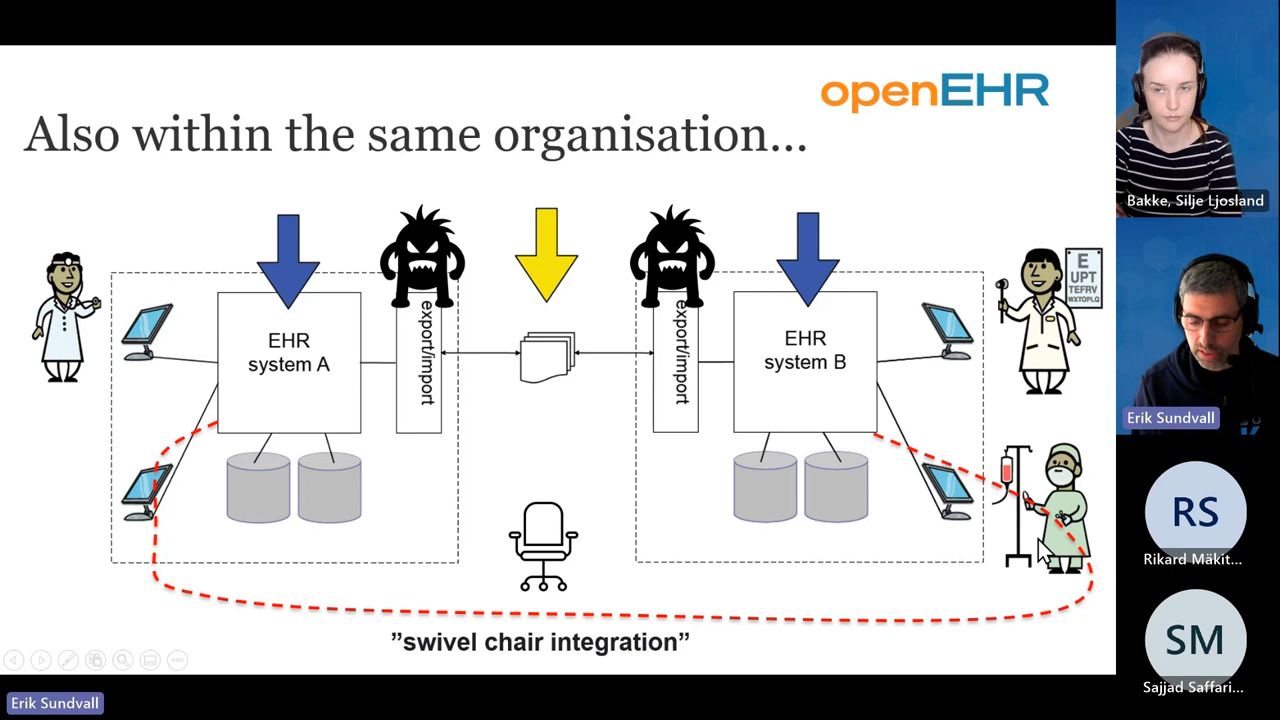 openEHR
Also within the same organisation...
EHR
system A
export/import
export/import
EHR
system B
E
UPT
TEFRV
WXTOPLQ
"swivel chair integration"
Erik Sundvall
Bakke, Silje Ljosland
Erik Sundvall
RS
Rikard Mäkit...
SM
Sajjad Saffari...